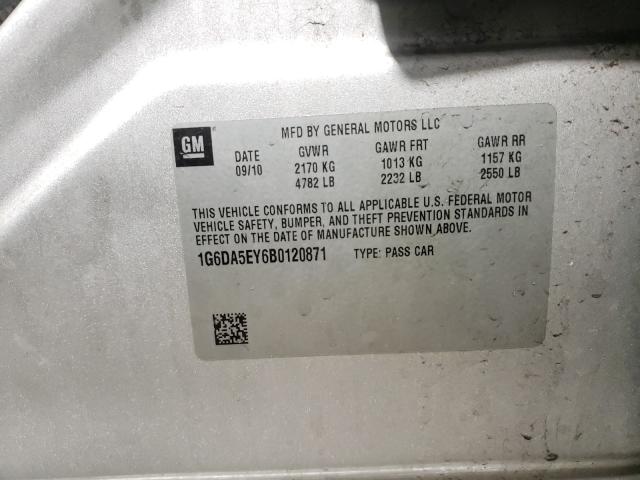 GM
MFD BY GENERAL MOTORS LLC
DATE GVWR GAWR FRT GAWR RR
09/10 2170 KG 1013 KG 1157 KG
4782 LB 2232 LB 2550 LB
THIS VEHICLE CONFORMS TO ALL APPLICABLE U.S. FEDERAL MOTOR
VEHICLE SAFETY, BUMPER, AND THEFT PREVENTION STANDARDS IN
EFFECT ON THE DATE OF MANUFACTURE SHOWN ABOVE.
1G6DA5EY6B0120871 TYPE: PASS CAR